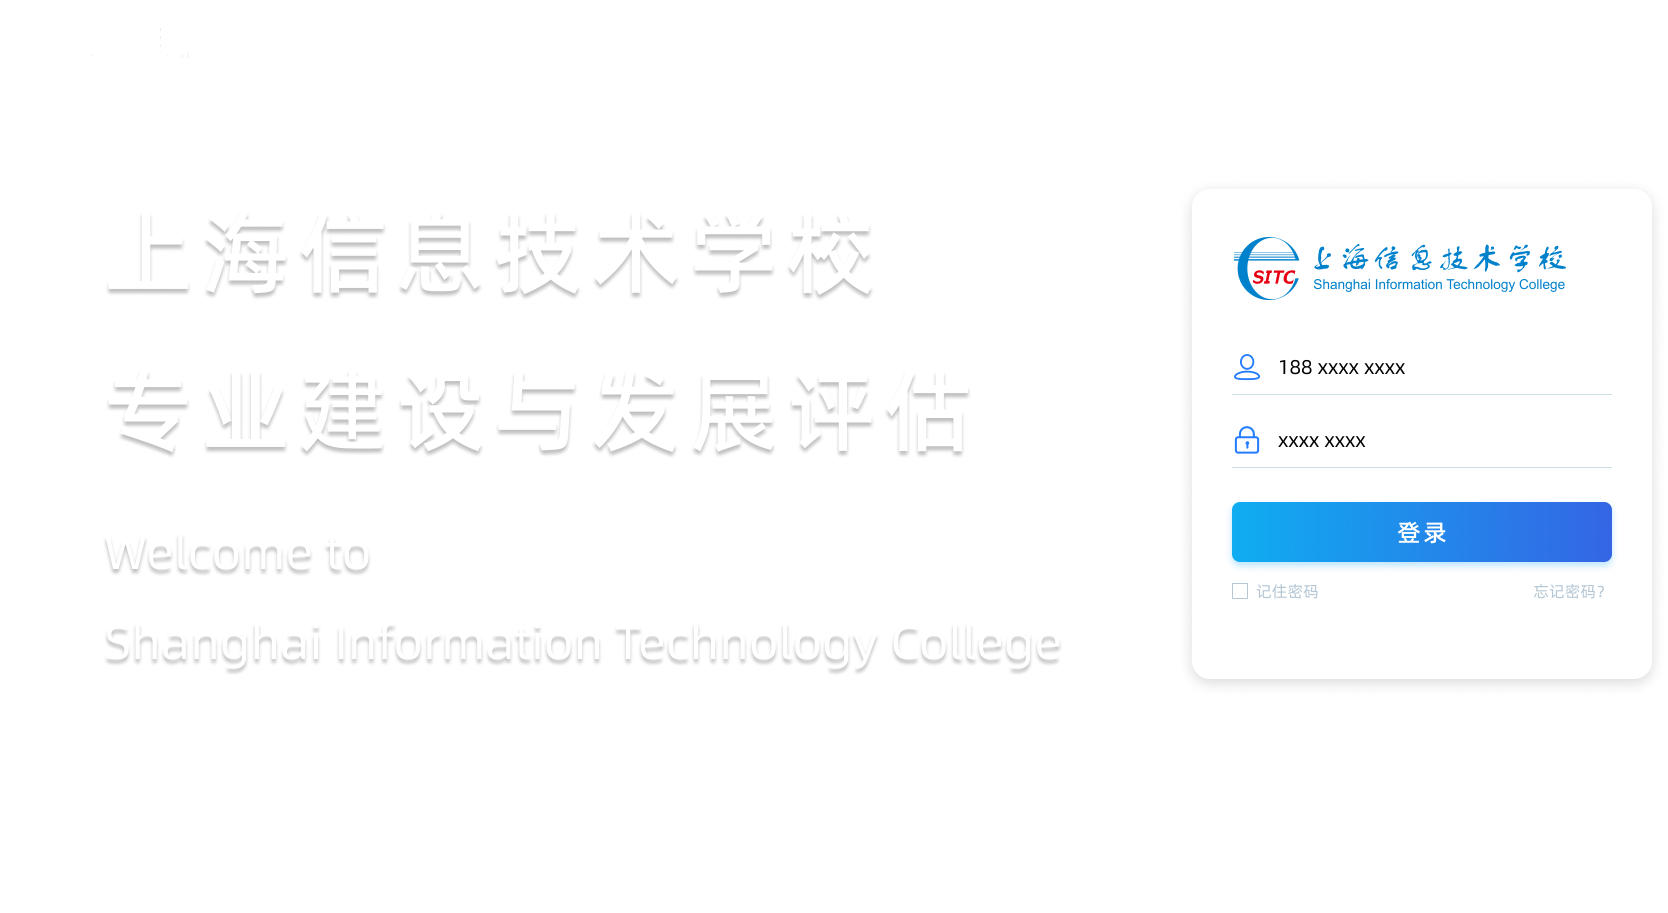 上海信息技术学校
专业建设与发展评估
Welcome to
Shanghai Information Technology College
SITC
上海信息技术学校
Shanghai Information Technology College
188 xxxx xxxx
xxxx xxxx
登录
记住密码
忘记密码?